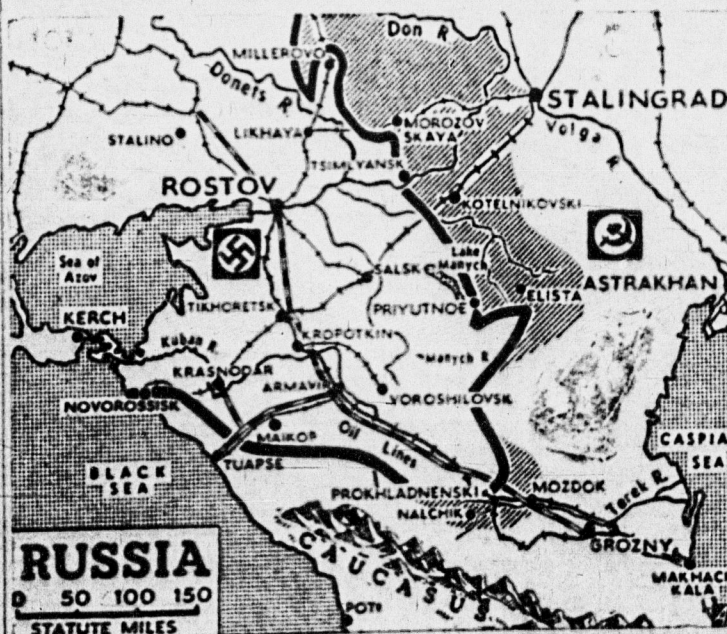 Don R
MILLEROVO
Donets R.
STALINGRAD
MOROZOV
SKAYA
LIKHAYA
Volga R.
STALINO
TSIMLYANSK
ROSTOV
KOTELNIKOVSKI
Sea of
Azov
Lake
Manych
SALSK
ELISTA
ASTRAKHAN
TIKHORETSK
PRIYUTNOE
KERCH
Kuban R.
KROPOTKIN
Manych R.
KRASNODAR
ARMAVIR
VOROSHILOVSK
NOVOROSSISK
MAIKOP
Oil Lines
CASPIA
SEA
BLACK
SEA
TUAPSE
PROKHLADNENSKI
MOZDOK
Terek R.
NALCHIK
GROZNY
CAUCASUS
MAKHACH
KALA
RUSSIA
0 50 100 150
STATUTE MILES
POTI